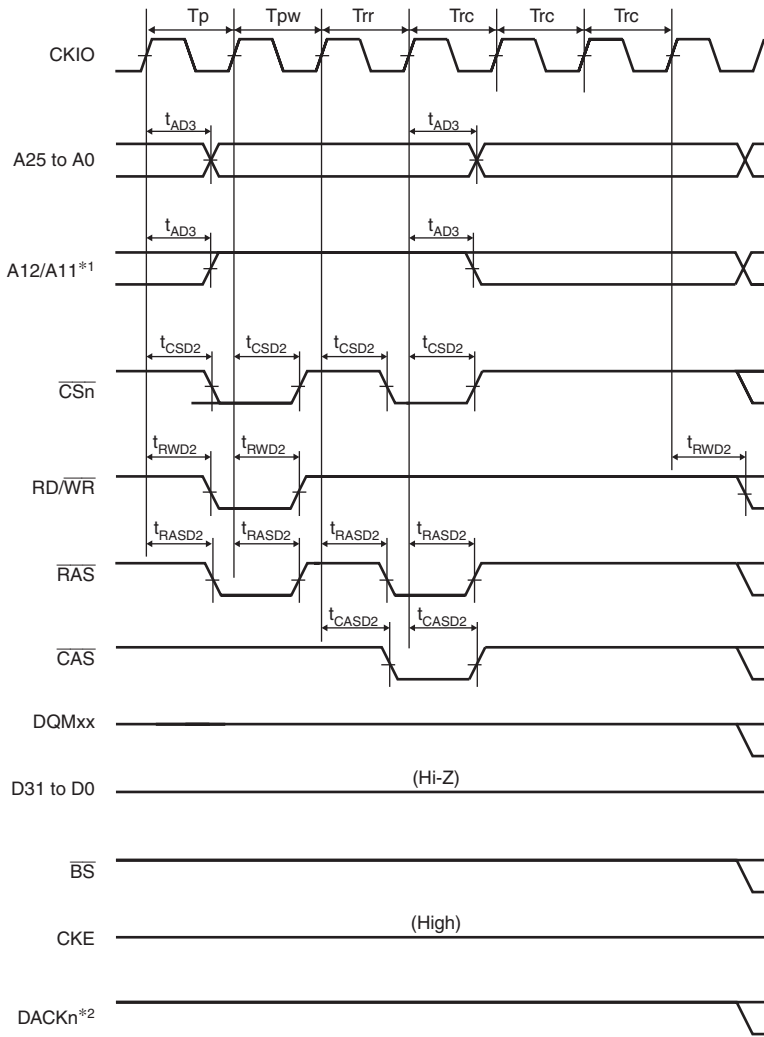 Tp Tpw Trr Trc Trc Trc
CKIO
tAD3 tAD3
A25 to A0
tAD3 tAD3
A12/A11*1
tCSD2 tCSD2 tCSD2 tCSD2
CSn
tRWD2 tRWD2 tRWD2
RD/WR
tRASD2 tRASD2 tRASD2 tRASD2
RAS
tCASD2 tCASD2
CAS
DQMxx
(Hi-Z)
D31 to D0
BS
(High)
CKE
DACKn*2